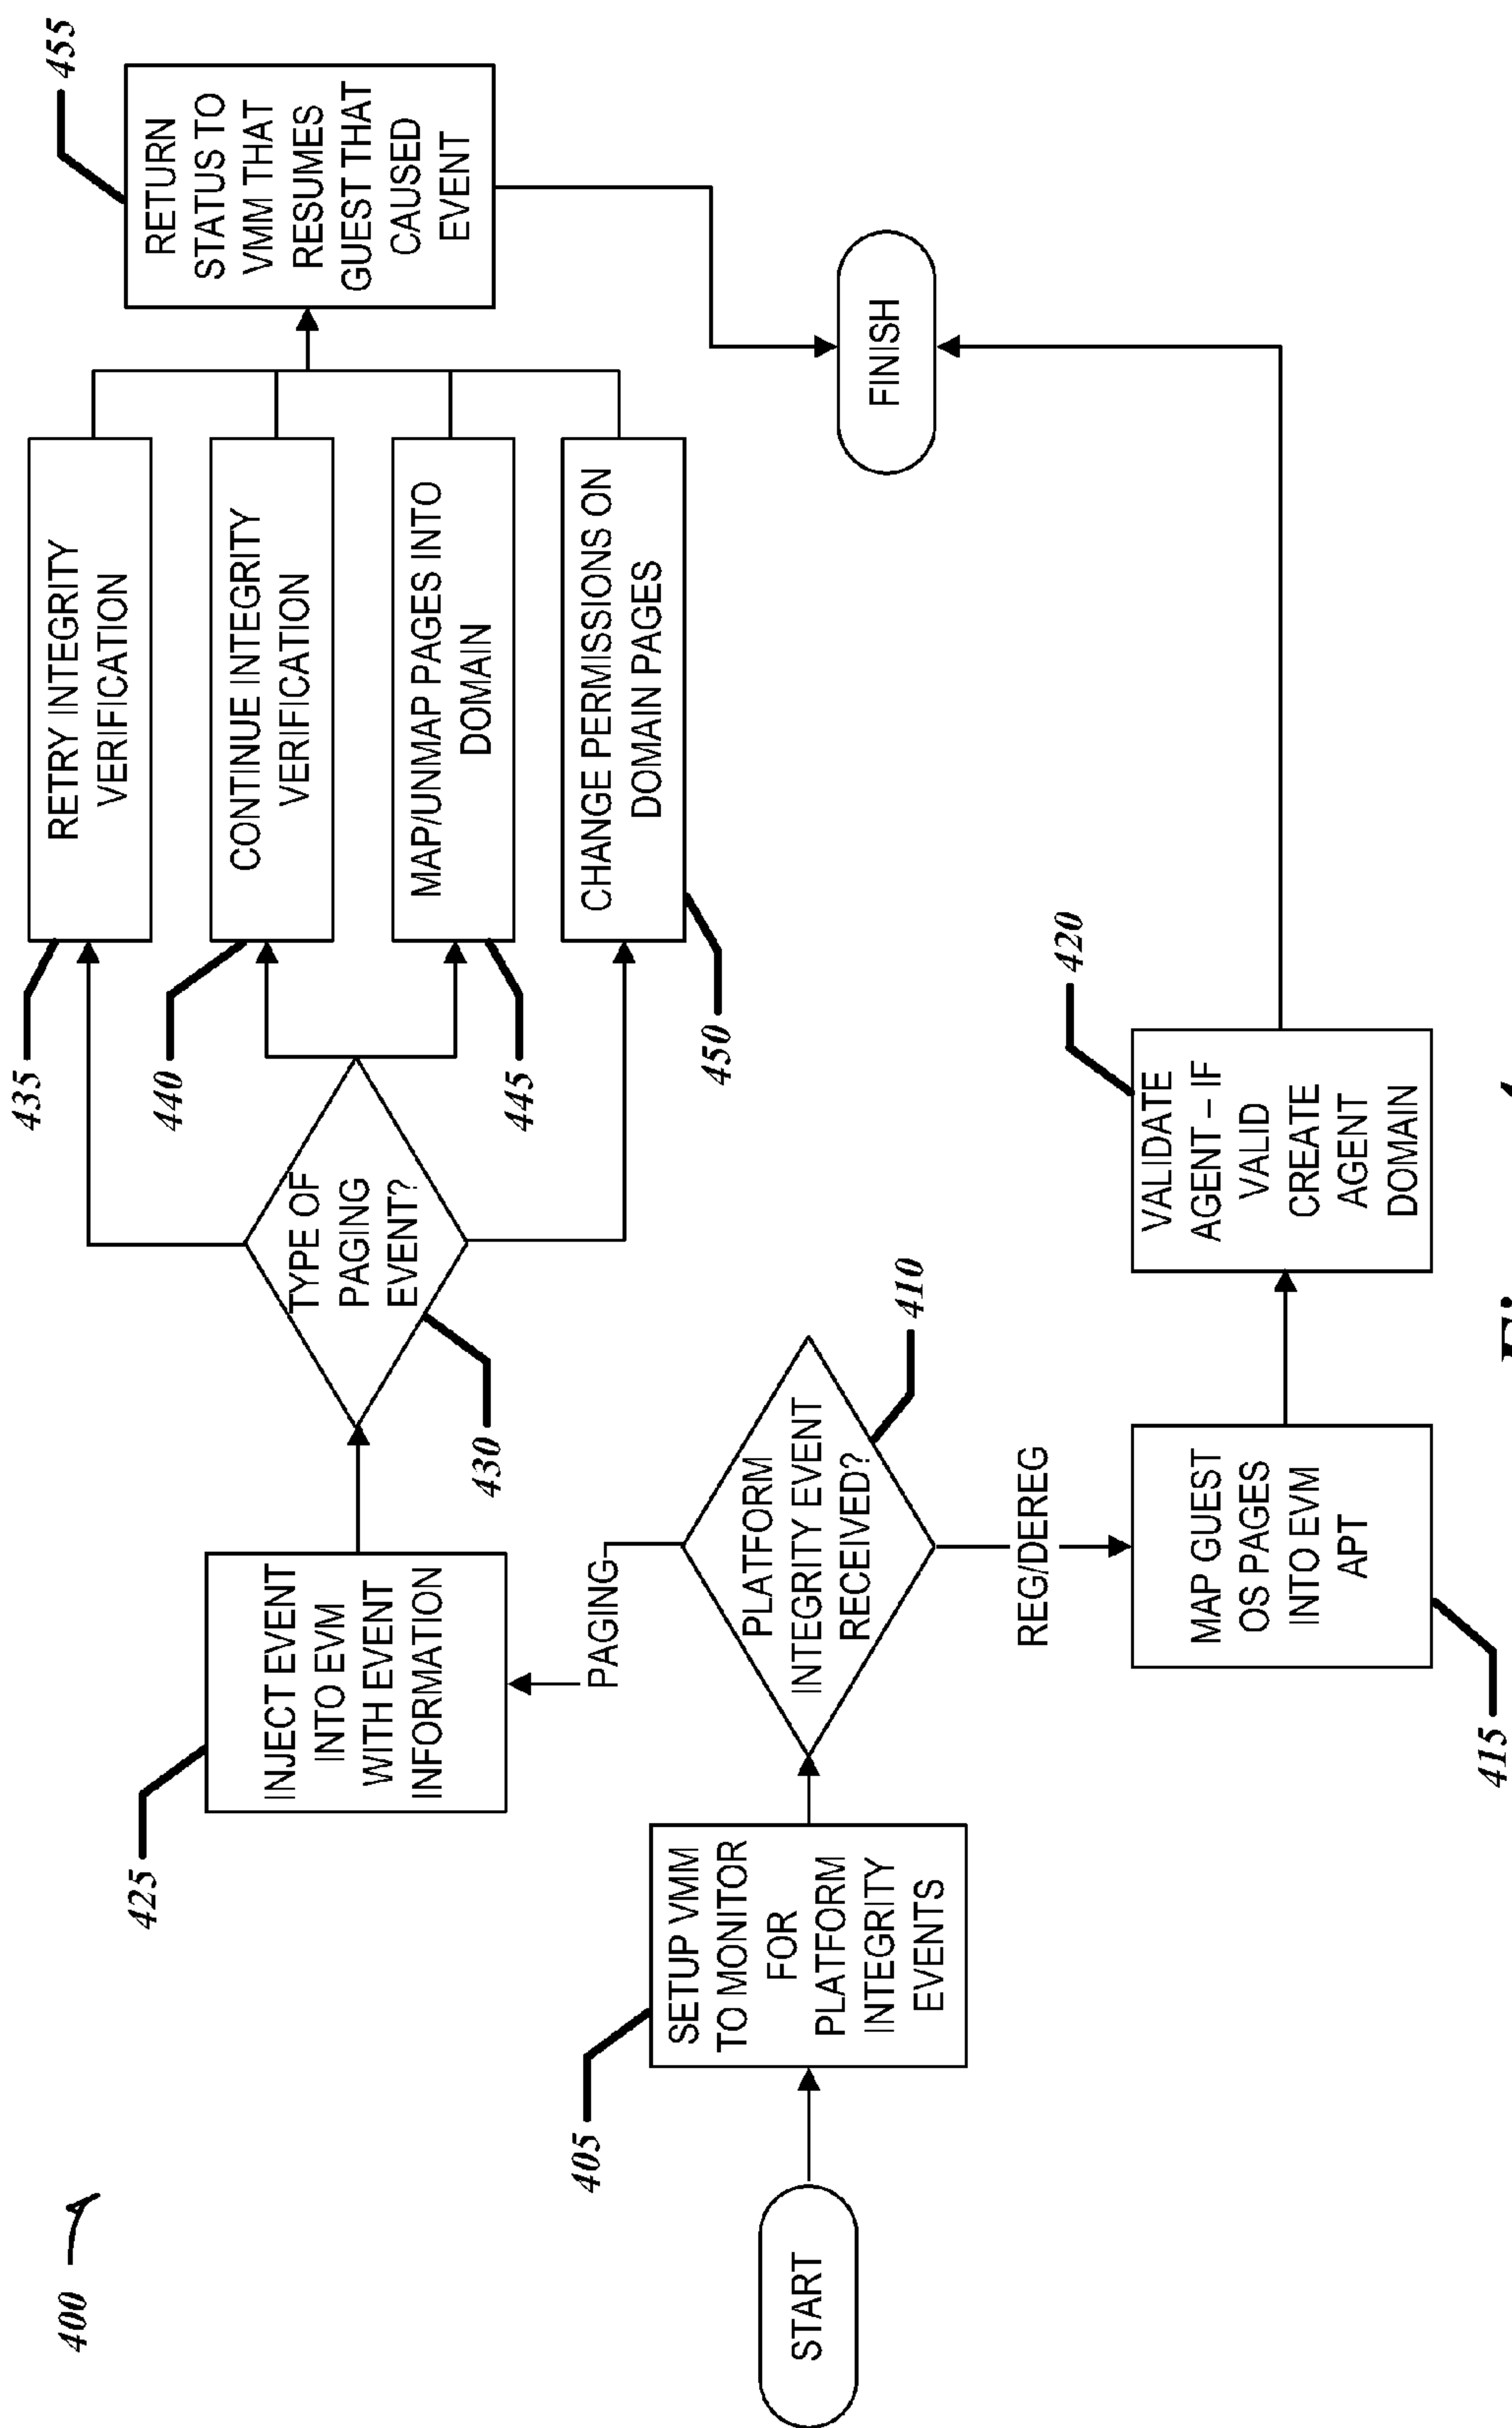 400
START
405
SETUP VMM
TO MONITOR
FOR
PLATFORM
INTEGRITY
EVENTS
410
PLATFORM
INTEGRITY EVENT
RECEIVED?
PAGING
REG/DEREG
425
INJECT EVENT
INTO EVM
WITH EVENT
INFORMATION
430
TYPE OF
PAGING
EVENT?
435
RETRY INTEGRITY
VERIFICATION
440
CONTINUE INTEGRITY
VERIFICATION
445
MAP/UNMAP PAGES INTO
DOMAIN
450
CHANGE PERMISSIONS ON
DOMAIN PAGES
455
RETURN
STATUS TO
VMM THAT
RESUMES
GUEST THAT
CAUSED
EVENT
415
MAP GUEST
OS PAGES
INTO EVM
APT
420
VALIDATE
AGENT – IF
VALID
CREATE
AGENT
DOMAIN
FINISH